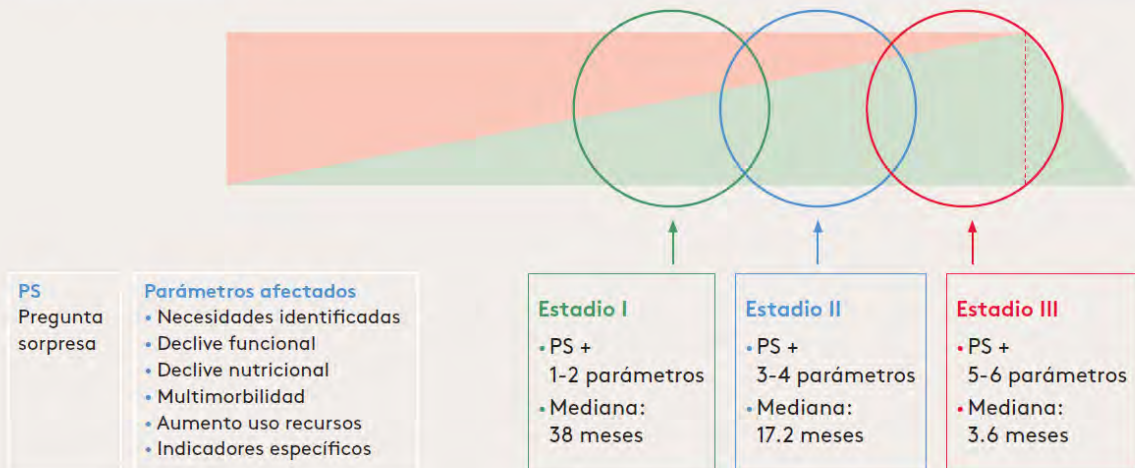 PS
Pregunta
sorpresa
Parámetros afectados
• Necesidades identificadas
• Declive funcional
• Declive nutricional
• Multimorbilidad
• Aumento uso recursos
• Indicadores específicos
Estadio I
• PS +
1-2 parámetros
• Mediana:
38 meses
Estadio II
• PS +
3-4 parámetros
• Mediana:
17.2 meses
Estadio III
• PS +
5-6 parámetros
• Mediana:
3.6 meses